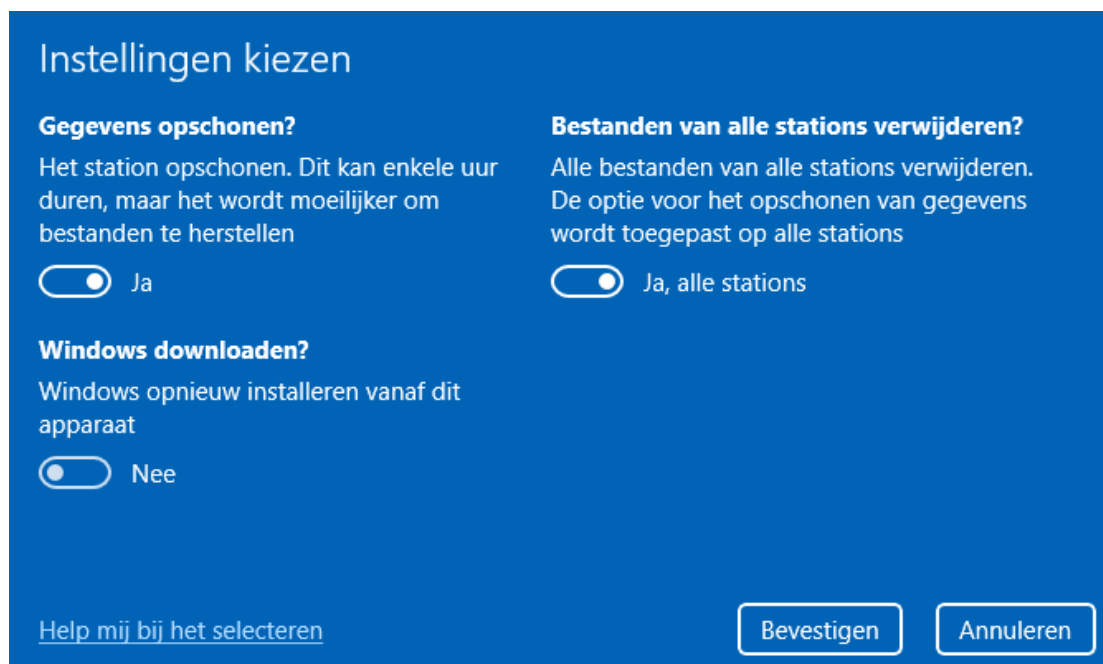 Instellingen kiezen
Gegevens opschonen?
Het station opschonen. Dit kan enkele uur
duren, maar het wordt moeilijker om
bestanden te herstellen
Ja
Bestanden van alle stations verwijderen?
Alle bestanden van alle stations verwijderen.
De optie voor het opschonen van gegevens
wordt toegepast op alle stations
Ja, alle stations
Windows downloaden?
Windows opnieuw installeren vanaf dit
apparaat
Nee
Help mij bij het selecteren
Bevestigen
Annuleren